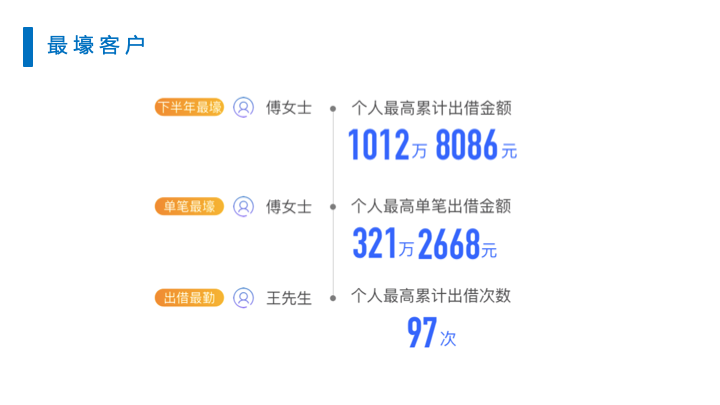 最壕客户
下半年最壕 傅女士 个人最高累计出借金额
1012万 8086元
单笔最壕 傅女士 个人最高单笔出借金额
321万2668元
出借最勤 王先生 个人最高累计出借次数
97次